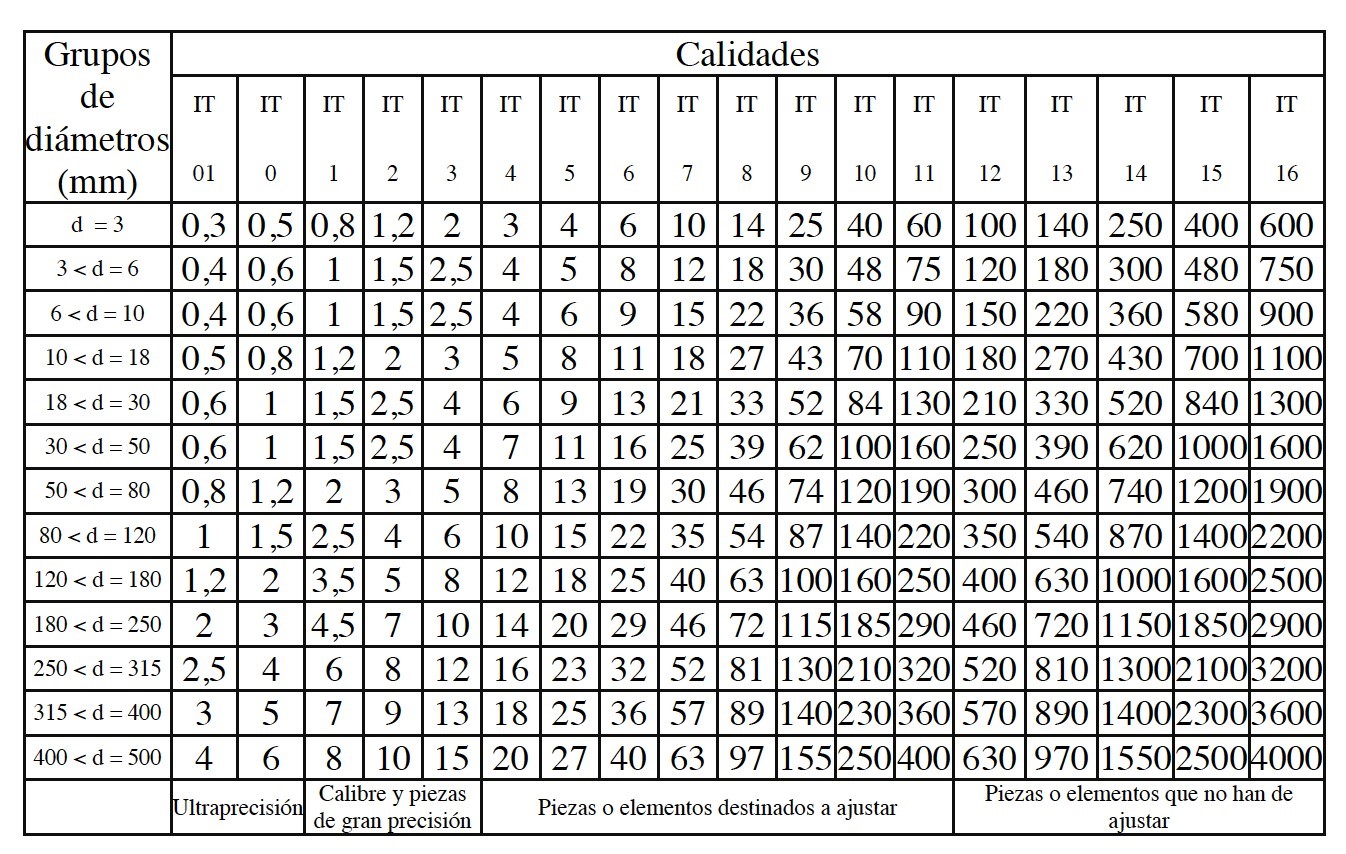 Grupos de diámetros (mm) Calidades
IT 01 IT 0 IT 1 IT 2 IT 3 IT 4 IT 5 IT 6 IT 7 IT 8 IT 9 IT 10 IT 11 IT 12 IT 13 IT 14 IT 15 IT 16
d = 3 0,3 0,5 0,8 1,2 2 3 4 6 10 14 25 40 60 100 140 250 400 600
3 < d = 6 0,4 0,6 1 1,5 2,5 4 5 8 12 18 30 48 75 120 180 300 480 750
6 < d = 10 0,4 0,6 1 1,5 2,5 4 6 9 15 22 36 58 90 150 220 360 580 900
10 < d = 18 0,5 0,8 1,2 2 3 5 8 11 18 27 43 70 110 180 270 430 700 1100
18 < d = 30 0,6 1 1,5 2,5 4 6 9 13 21 33 52 84 130 210 330 520 840 1300
30 < d = 50 0,6 1 1,5 2,5 4 7 11 16 25 39 62 100 160 250 390 620 1000 1600
50 < d = 80 0,8 1,2 2 3 5 8 13 19 30 46 74 120 190 300 460 740 1200 1900
80 < d = 120 1 1,5 2,5 4 6 10 15 22 35 54 87 140 220 350 540 870 1400 2200
120 < d = 180 1,2 2 3,5 5 8 12 18 25 40 63 100 160 250 400 630 1000 1600 2500
180 < d = 250 2 3 4,5 7 10 14 20 29 46 72 115 185 290 460 720 1150 1850 2900
250 < d = 315 2,5 4 6 8 12 16 23 32 52 81 130 210 320 520 810 1300 2100 3200
315 < d = 400 3 5 7 9 13 18 25 36 57 89 140 230 360 570 890 1400 2300 3600
400 < d = 500 4 6 8 10 15 20 27 40 63 97 155 250 400 630 970 1550 2500 4000
Ultraprecisión Calibre y piezas de gran precisión Piezas o elementos destinados a ajustar Piezas o elementos que no han de ajustar